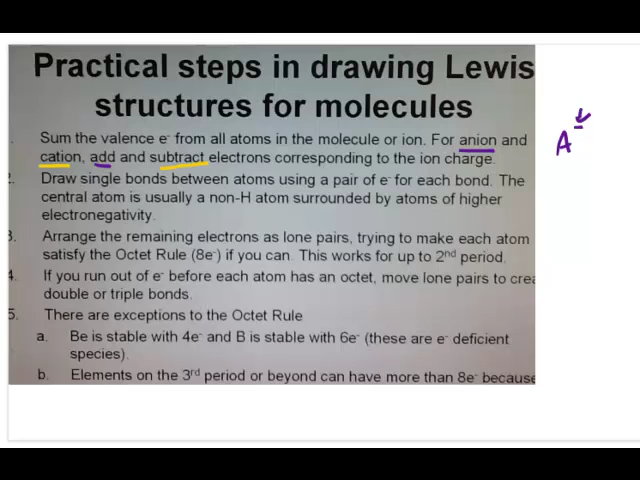 Practical steps in drawing Lewis
structures for molecules
Sum the valence e⁻ from all atoms in the molecule or ion. For anion and
cation, add and subtract electrons corresponding to the ion charge.
2. Draw single bonds between atoms using a pair of e⁻ for each bond. The
central atom is usually a non-H atom surrounded by atoms of higher
electronegativity.
3. Arrange the remaining electrons as lone pairs, trying to make each atom
satisfy the Octet Rule (8e⁻) if you can. This works for up to 2ⁿᵈ period.
4. If you run out of e⁻ before each atom has an octet, move lone pairs to crea
double or triple bonds.
5. There are exceptions to the Octet Rule
a. Be is stable with 4e⁻ and B is stable with 6e⁻ (these are e⁻ deficient
species).
b. Elements on the 3ʳᵈ period or beyond can have more than 8e⁻ because
A⁻